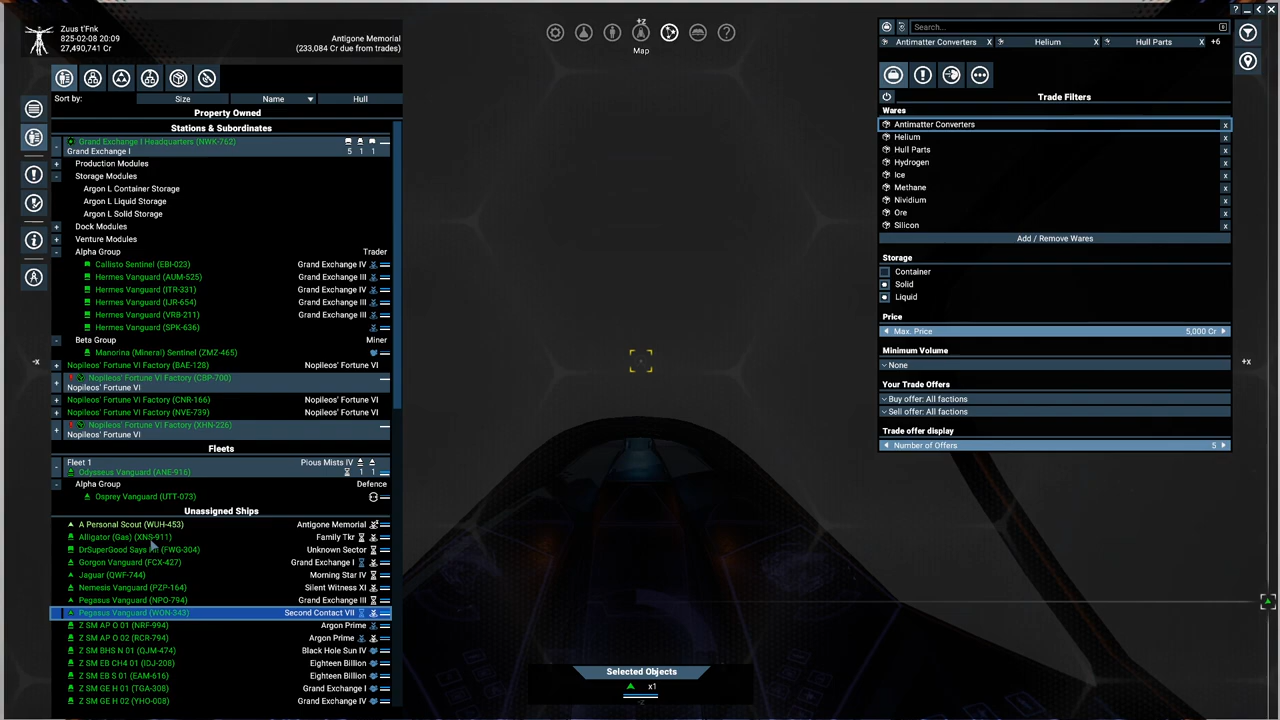 Zuus t'Fnk
825-02-08 20:09
27,490,741 Cr
Antigone Memorial
(233,084 Cr due from trades)
+z
Map
Sort by:
Size
Name
Hull
Property Owned
Stations & Subordinates
Grand Exchange I Headquarters (NWK-762)
Grand Exchange I
5 1 1
Production Modules
Storage Modules
Argon L Container Storage
Argon L Liquid Storage
Argon L Solid Storage
Dock Modules
Venture Modules
Alpha Group Trader
Callisto Sentinel (EBI-023) Grand Exchange IV
Hermes Vanguard (AUM-525) Grand Exchange III
Hermes Vanguard (ITR-331) Grand Exchange IV
Hermes Vanguard (IJR-654) Grand Exchange III
Hermes Vanguard (VRB-211) Grand Exchange III
Hermes Vanguard (SPK-636)
Beta Group Miner
Manorina (Mineral) Sentinel (ZMZ-465)
Nopileos' Fortune VI Factory (BAE-128) Nopileos' Fortune VI
Nopileos' Fortune VI Factory (CBP-700)
Nopileos' Fortune VI
Nopileos' Fortune VI Factory (CNR-166) Nopileos' Fortune VI
Nopileos' Fortune VI Factory (NVE-739) Nopileos' Fortune VI
Nopileos' Fortune VI Factory (XHN-226)
Nopileos' Fortune VI
Fleets
Fleet 1 Pious Mists IV
Odysseus Vanguard (ANE-916) 1 1
Alpha Group Defence
Osprey Vanguard (UTT-073)
Unassigned Ships
A Personal Scout (WUH-453) Antigone Memorial
Alligator (Gas) (XNS-911) Family Tkr
DrSuperGood Says (FWG-304) Unknown Sector
Gorgon Vanguard (FCX-427) Grand Exchange I
Jaguar (QWF-744) Morning Star IV
Nemesis Vanguard (PZP-164) Silent Witness XI
Pegasus Vanguard (NPO-794) Grand Exchange III
Pegasus Vanguard (WON-343) Second Contact VII
Z SM AP O 01 (NRF-994) Argon Prime
Z SM AP O 02 (RCR-794) Argon Prime
Z SM BHS N 01 (QJM-474) Black Hole Sun IV
Z SM EB CH4 01 (IDJ-208) Eighteen Billion
Z SM EB S 01 (EAM-616) Eighteen Billion
Z SM GE H 01 (TGA-308) Grand Exchange I
Z SM GE H 02 (YHO-008) Grand Exchange IV
-x
+x
Selected Objects
x1
-z
Search...
Antimatter Converters X
Helium X
Hull Parts X
+6
Trade Filters
Wares
Antimatter Converters x
Helium x
Hull Parts x
Hydrogen x
Ice x
Methane x
Nividium x
Ore x
Silicon x
Add / Remove Wares
Storage
Container
Solid
Liquid
Price
Max. Price 5,000 Cr
Minimum Volume
None
Your Trade Offers
Buy offer: All factions
Sell offer: All factions
Trade offer display
Number of Offers 5